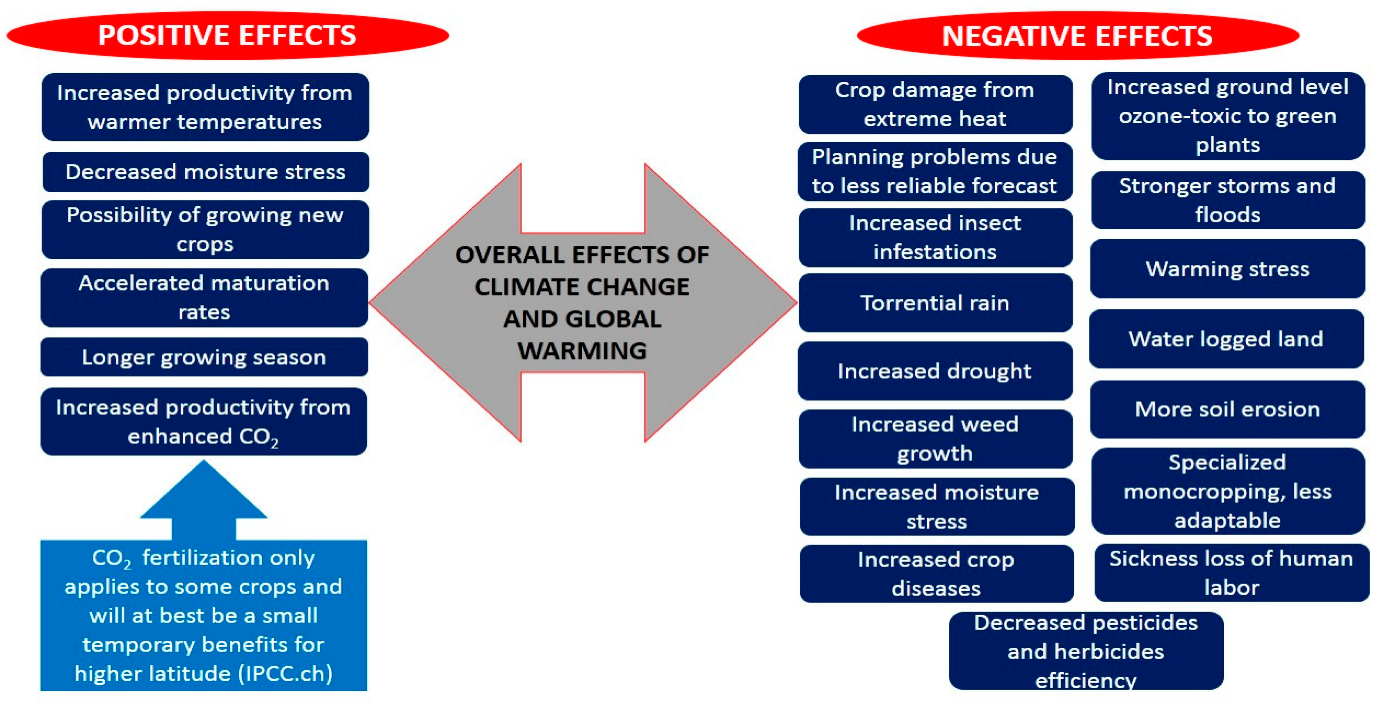 POSITIVE EFFECTS
Increased productivity from
warmer temperatures
Decreased moisture stress
Possibility of growing new
crops
Accelerated maturation
rates
Longer growing season
Increased productivity from
enhanced CO₂
CO₂ fertilization only
applies to some crops and
will at best be a small
temporary benefits for
higher latitude (IPCC.ch)
OVERALL EFFECTS OF
CLIMATE CHANGE
AND GLOBAL
WARMING
NEGATIVE EFFECTS
Crop damage from
extreme heat
Planning problems due
to less reliable forecast
Increased insect
infestations
Torrential rain
Increased drought
Increased weed
growth
Increased moisture
stress
Increased crop
diseases
Increased ground level
ozone-toxic to green
plants
Stronger storms and
floods
Warming stress
Water logged land
More soil erosion
Specialized
monocropping, less
adaptable
Sickness loss of human
labor
Decreased pesticides
and herbicides
efficiency